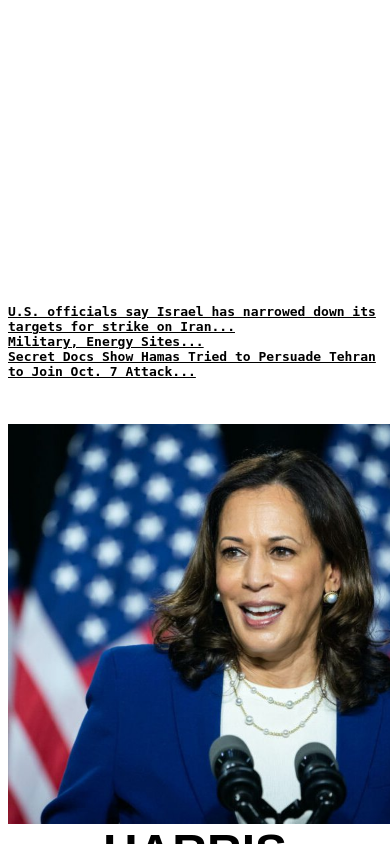 U.S. officials say Israel has narrowed down its
targets for strike on Iran...
Military, Energy Sites...
Secret Docs Show Hamas Tried to Persuade Tehran
to Join Oct. 7 Attack...
HARRIS